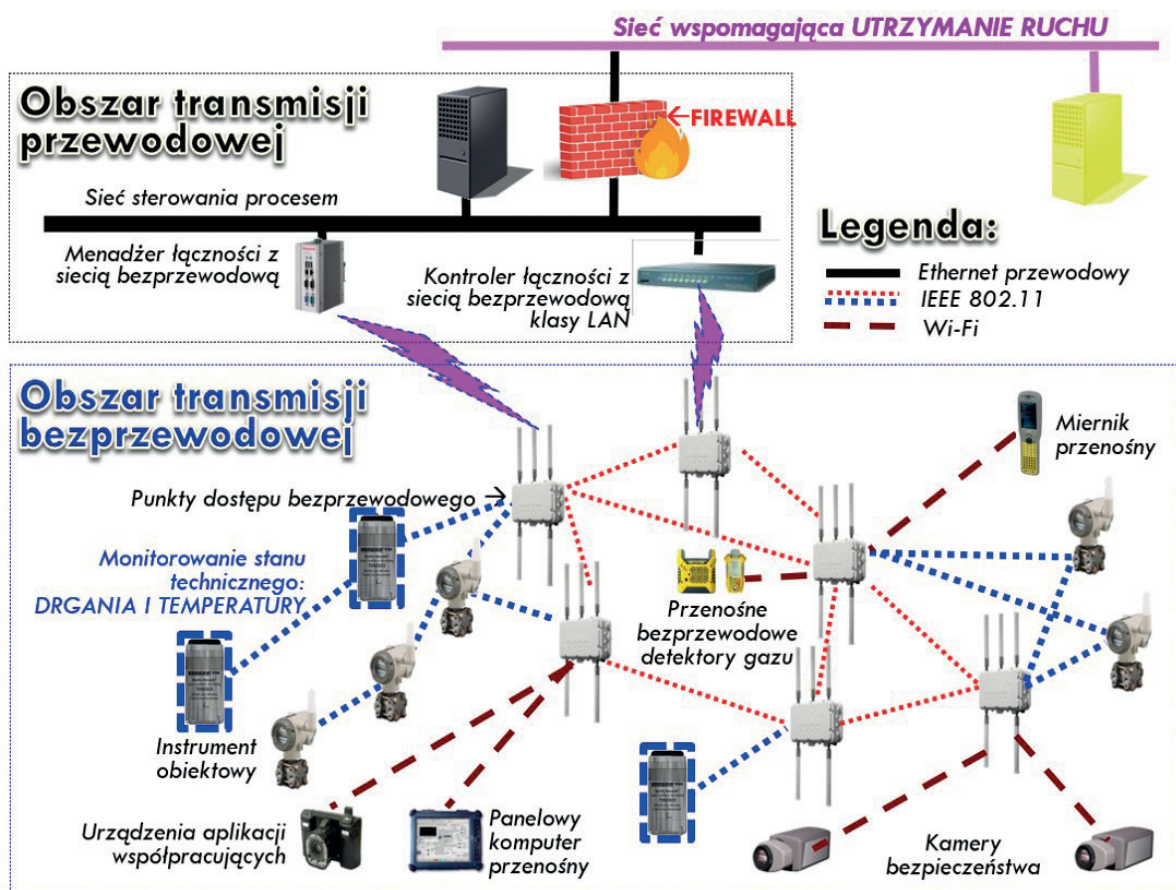 Sieć wspomagająca UTRZYMANIE RUCHU
Obszar transmisji
przewodowej
←FIREWALL
Sieć sterowania procesem
Menadżer łączności z
siecią bezprzewodową
Kontroler łączności z
siecią bezprzewodową
klasy LAN
Legenda:
Ethernet przewodowy
IEEE 802.11
Wi-Fi
Obszar transmisji
bezprzewodowej
Miernik
przenośny
Punkty dostępu bezprzewodowego →
Monitorowanie stanu
technicznego:
DRGANIA I TEMPERATURY
Przenośne
bezprzewodowe
detektory gazu
Instrument
obiektowy
Urządzenia aplikacji
współpracujących
Panelowy
komputer
przenośny
Kamery
bezpieczeństwa